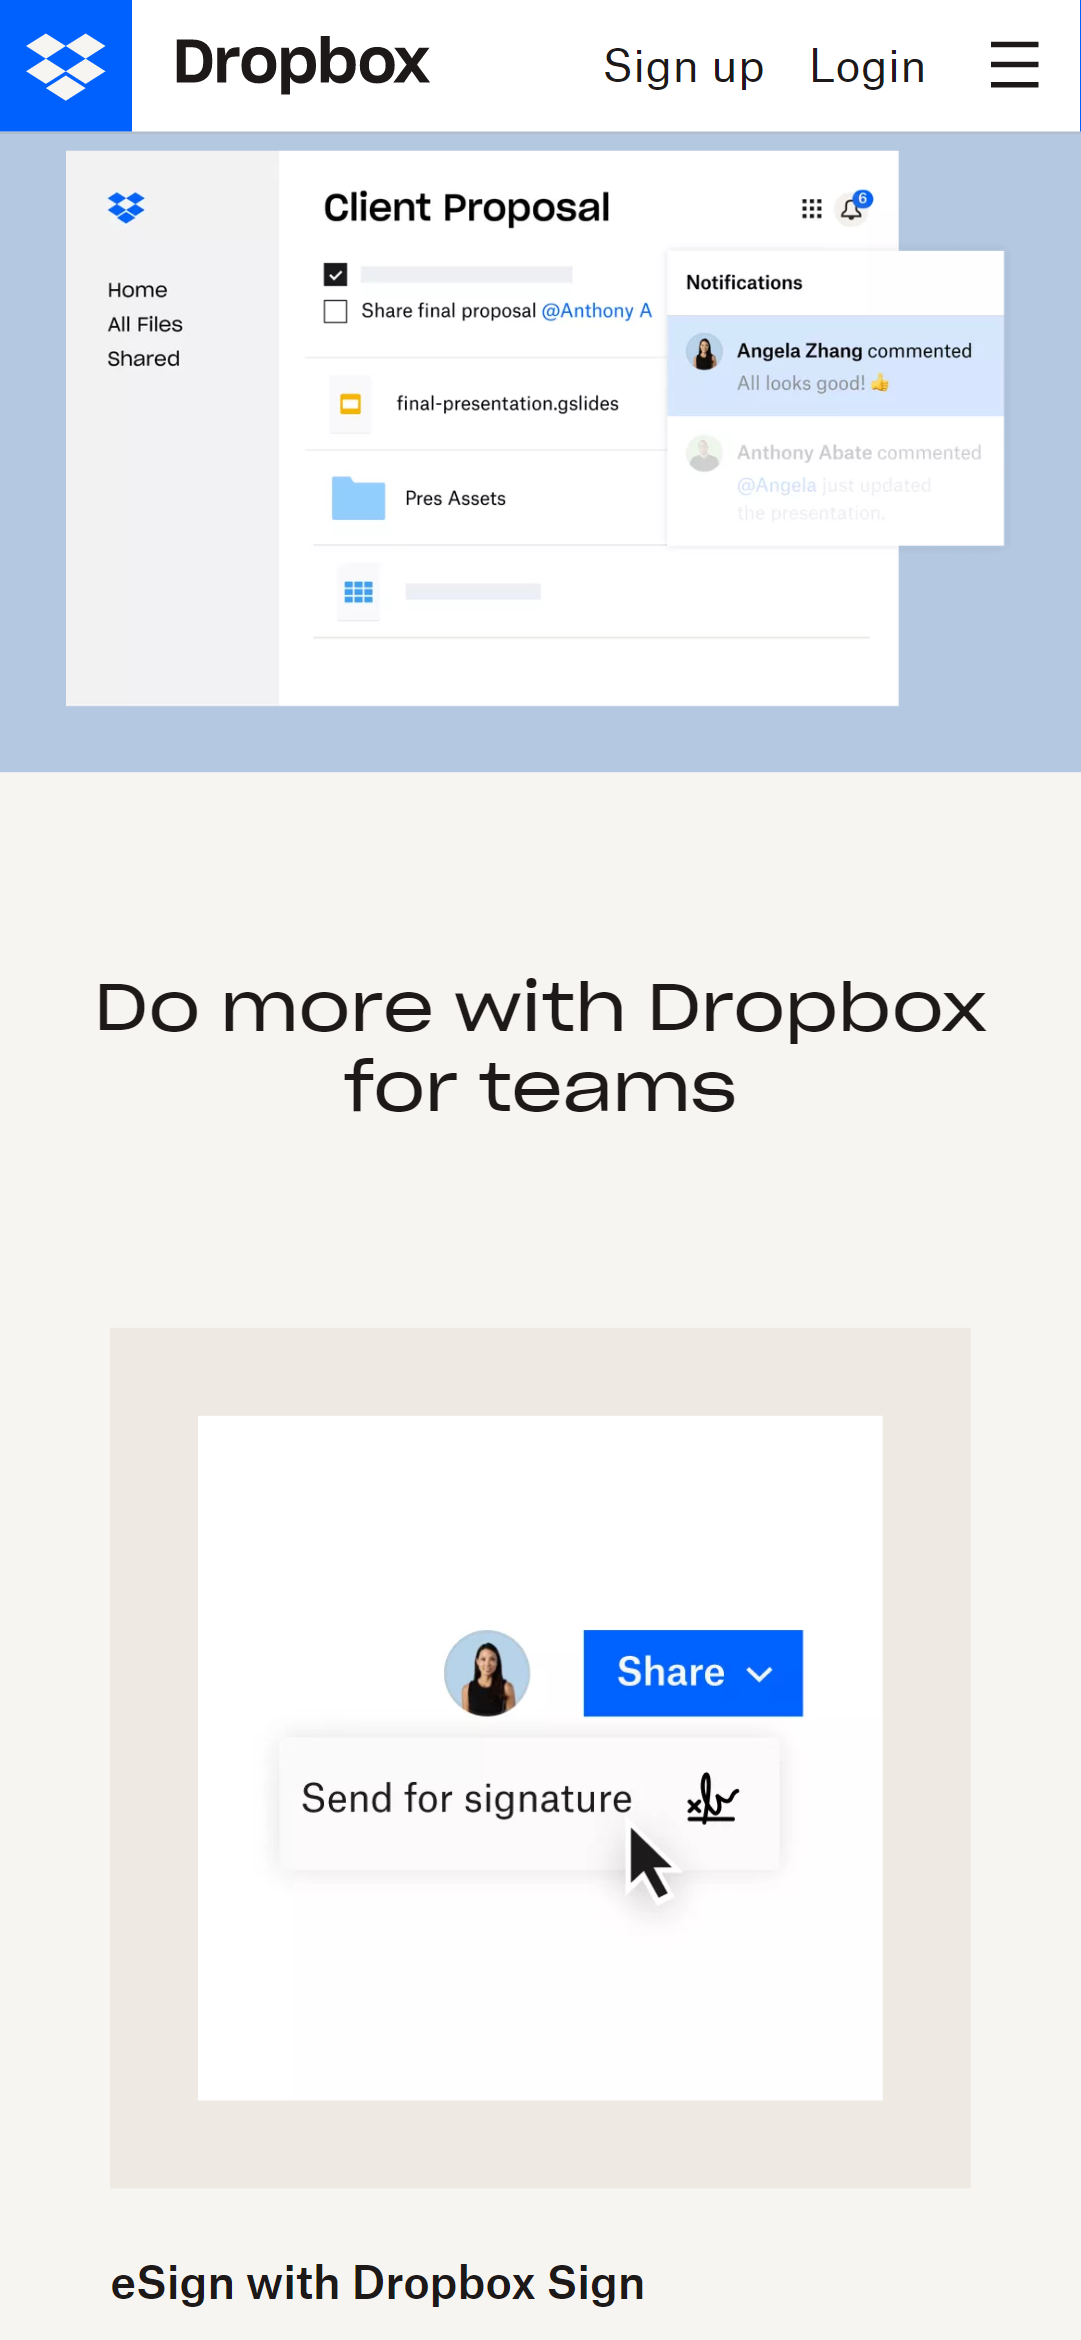 Dropbox
Sign up
Login
Client Proposal
6
Home
All Files
Shared
Share final proposal @Anthony A
final-presentation.gslides
Pres Assets
Notifications
Angela Zhang commented
All looks good! 👍
Anthony Abate commented
@Angela just updated
the presentation.
Do more with Dropbox
for teams
Share
Send for signature
eSign with Dropbox Sign